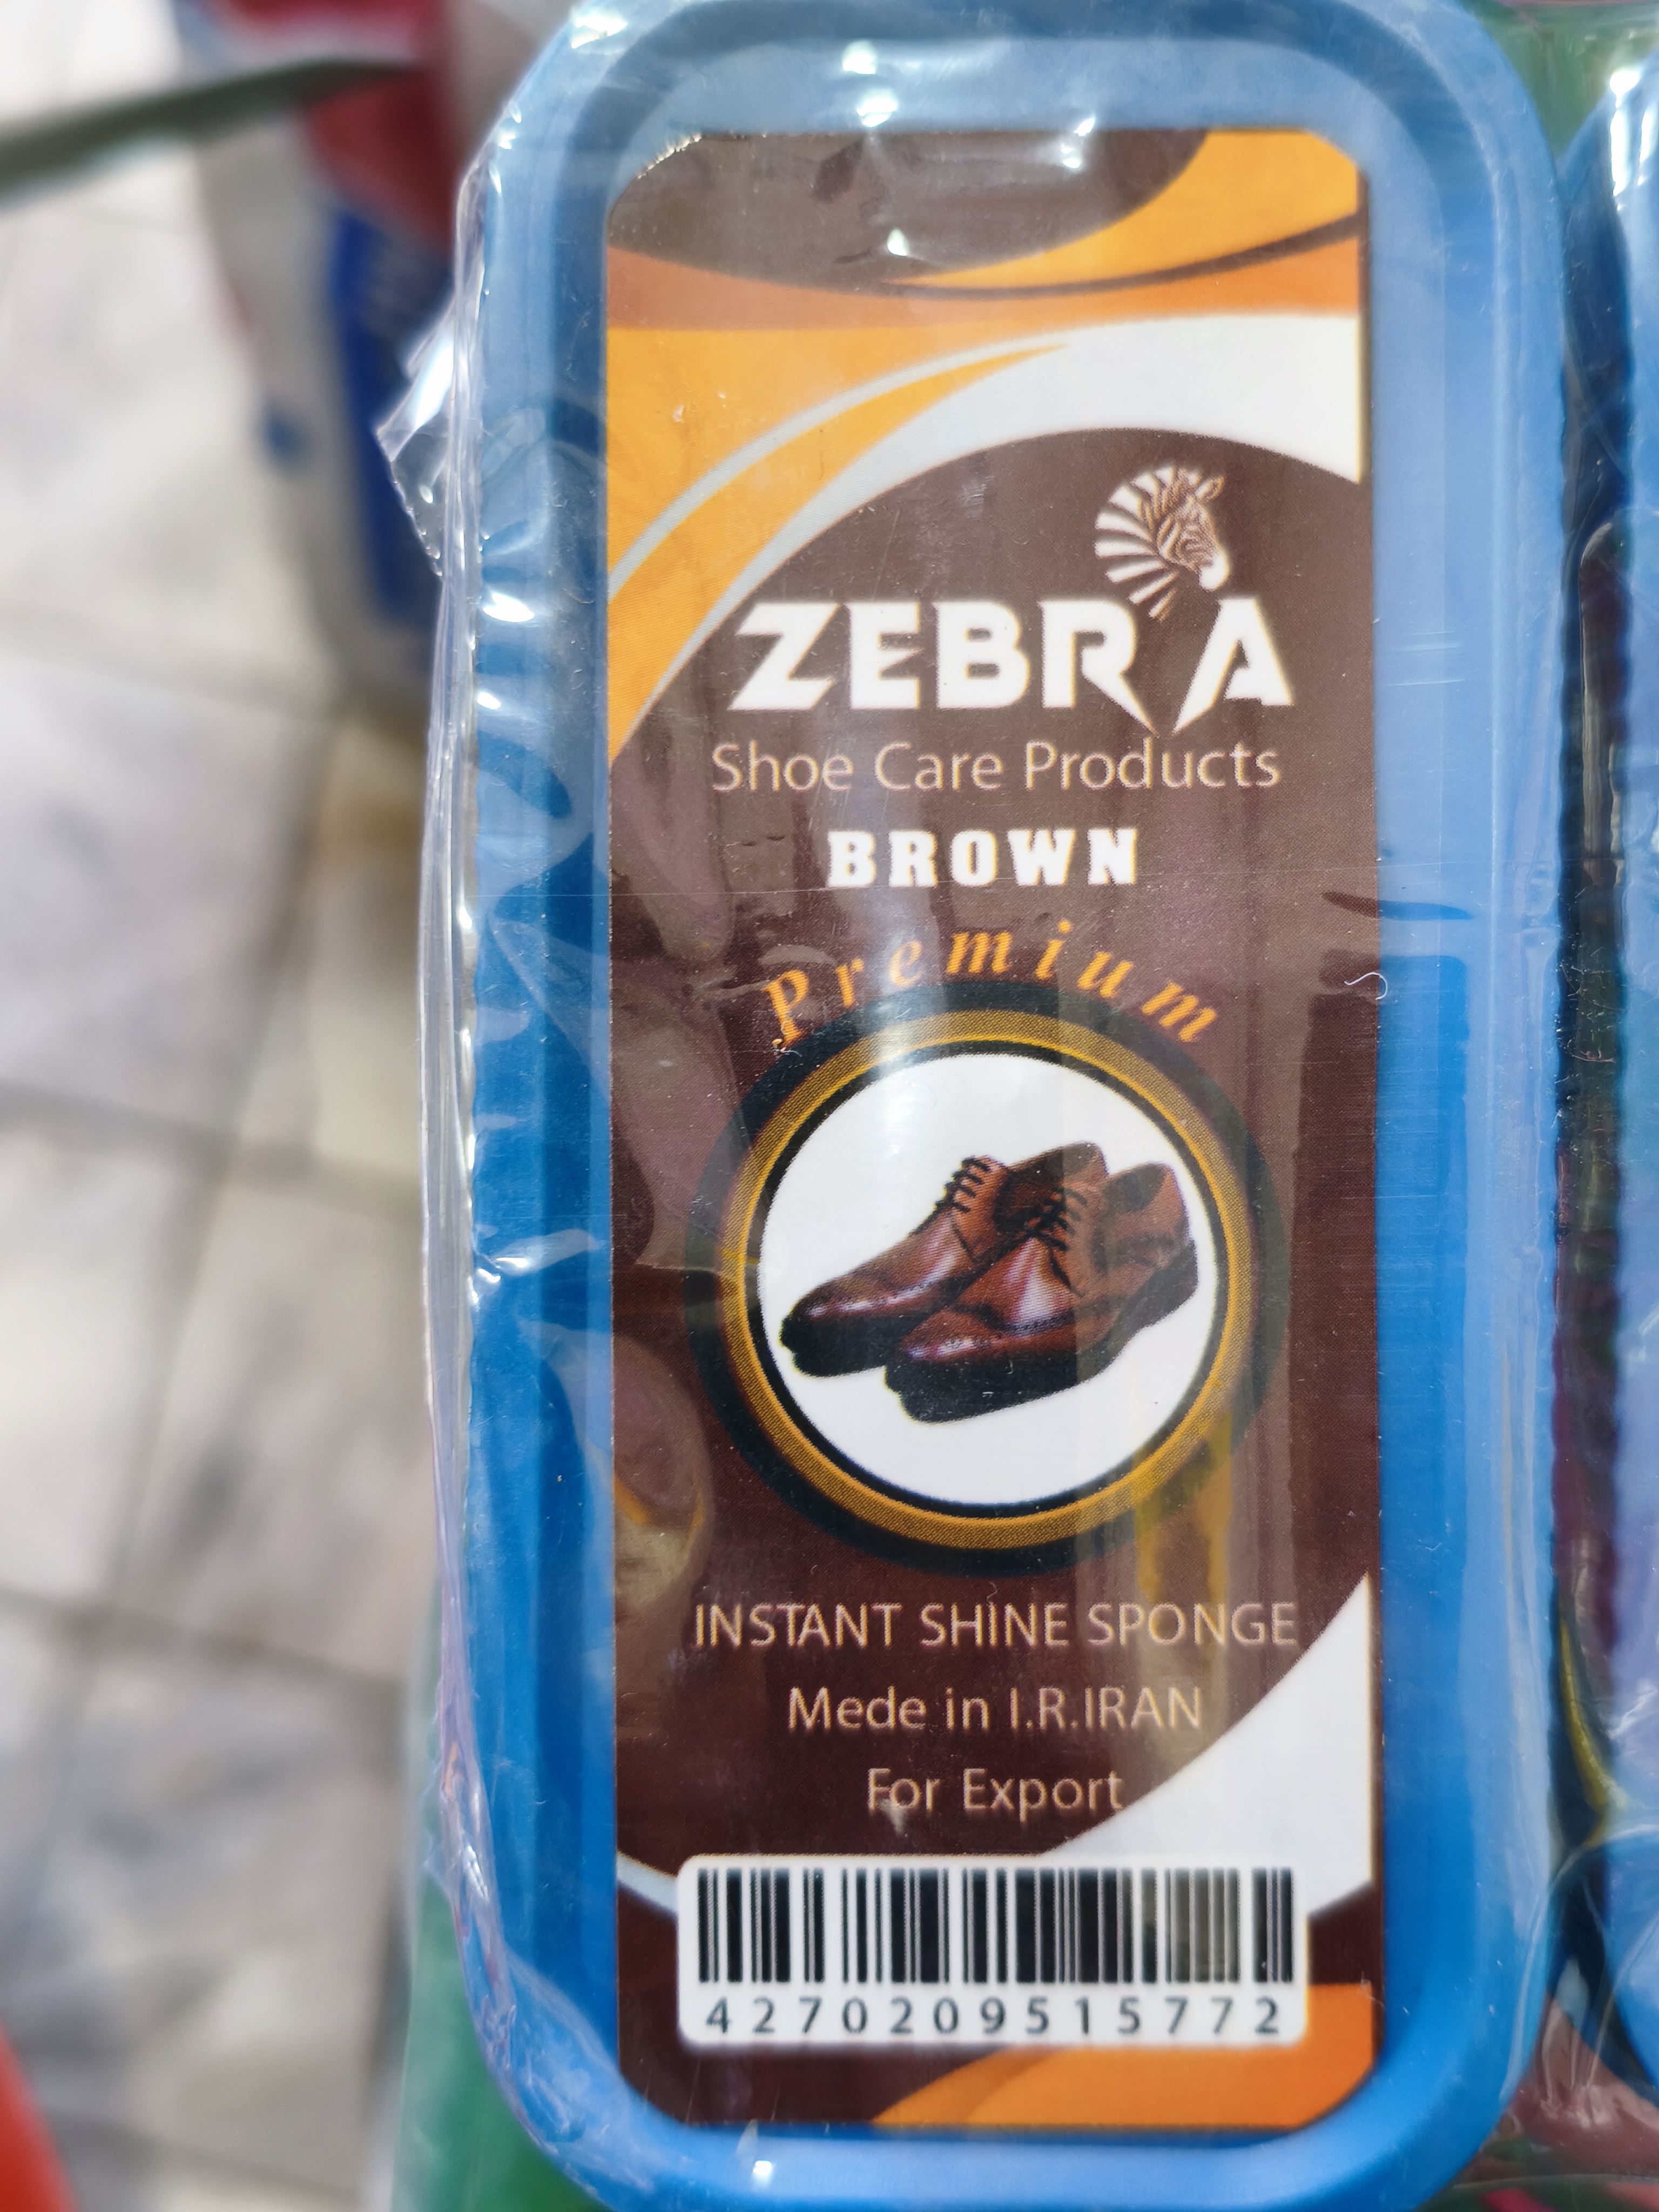 ZEBRA
Shoe Care Products
BROWN
Premium
INSTANT SHINE SPONGE
Mede in I.R.IRAN
For Export
4270209515772